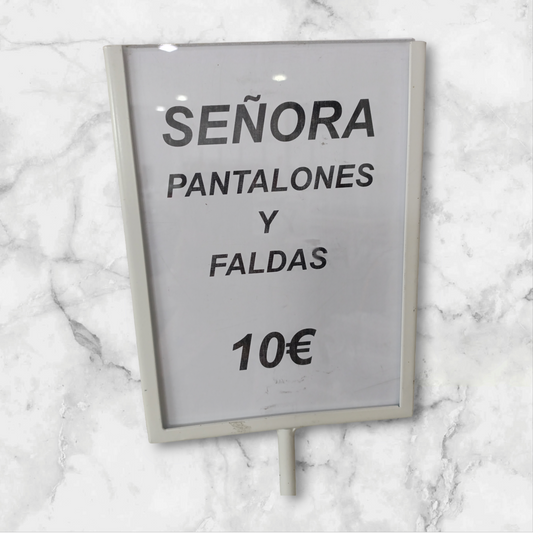 SEÑORA
PANTALONES
Y
FALDAS
10€